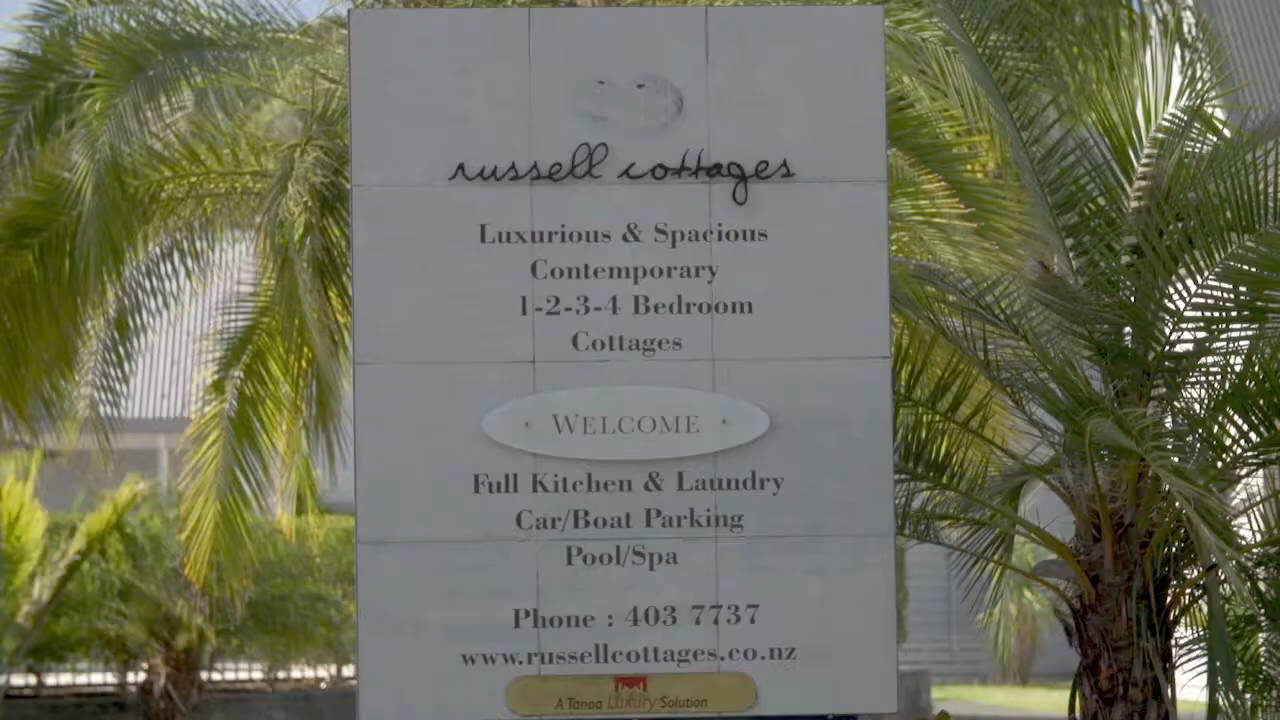 russell cottages
Luxurious & Spacious
Contemporary
1-2-3-4 Bedroom
Cottages
WELCOME
Full Kitchen & Laundry
Car/Boat Parking
Pool/Spa
Phone : 403 7737
www.russellcottages.co.nz
A Tanoa Luxury Solution